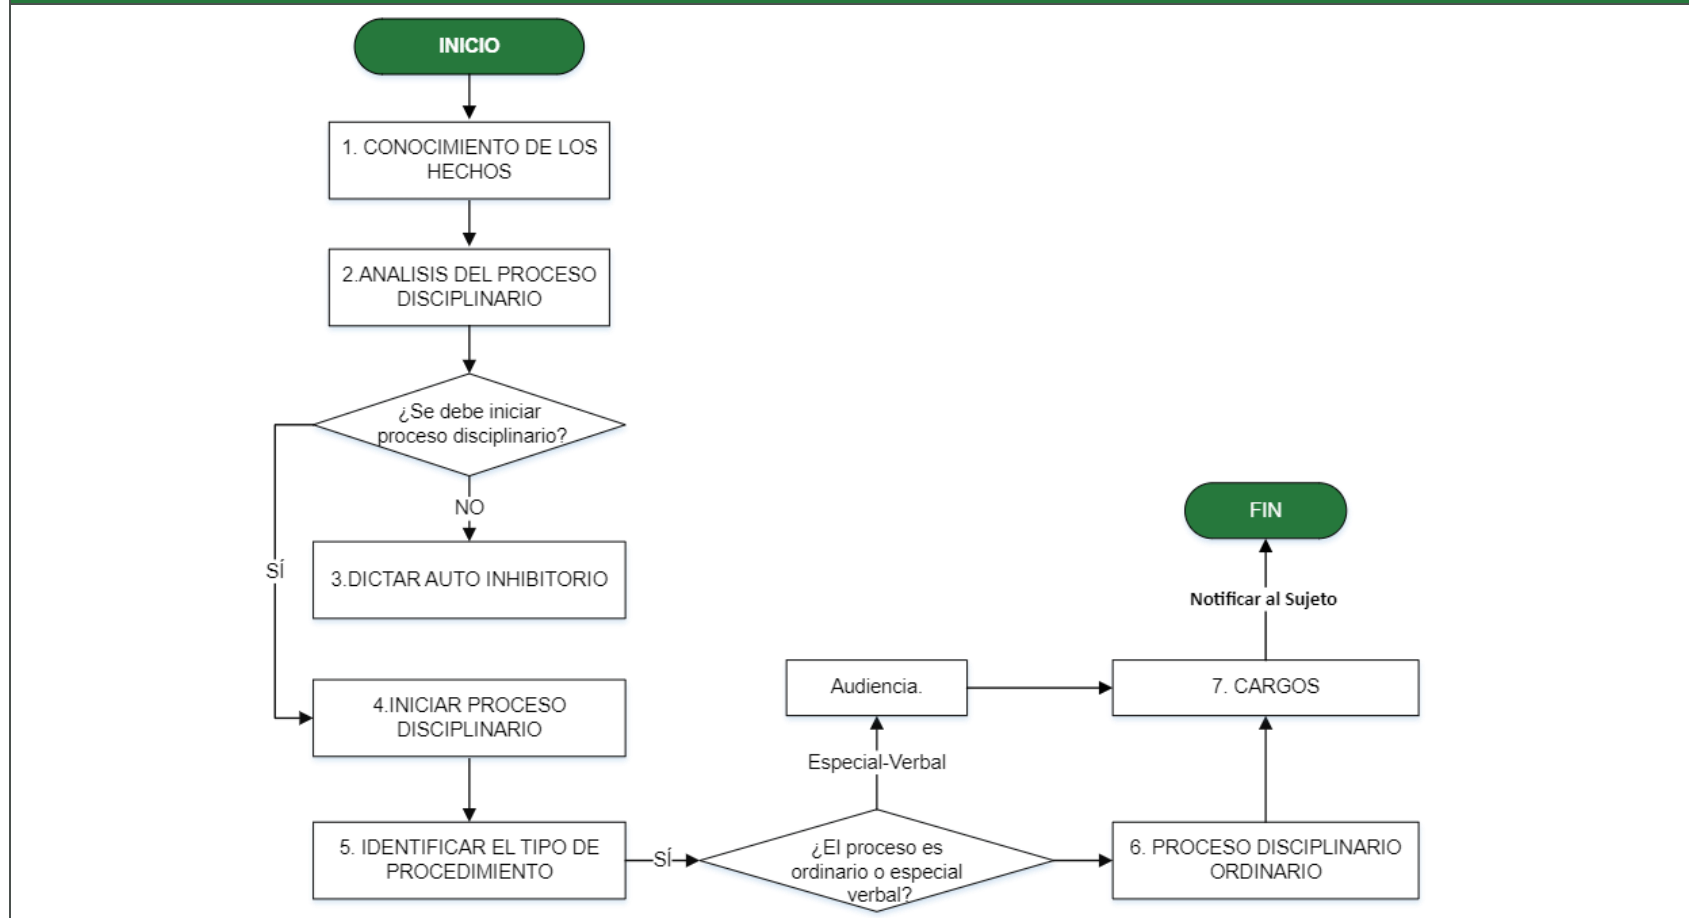 INICIO
1. CONOCIMIENTO DE LOS
HECHOS
2.ANALISIS DEL PROCESO
DISCIPLINARIO
¿Se debe iniciar
proceso disciplinario?
NO
SÍ
3.DICTAR AUTO INHIBITORIO
4.INICIAR PROCESO
DISCIPLINARIO
5. IDENTIFICAR EL TIPO DE
PROCEDIMIENTO
SÍ
¿El proceso es
ordinario o especial
verbal?
Especial-Verbal
Audiencia.
6. PROCESO DISCIPLINARIO
ORDINARIO
7. CARGOS
Notificar al Sujeto
FIN